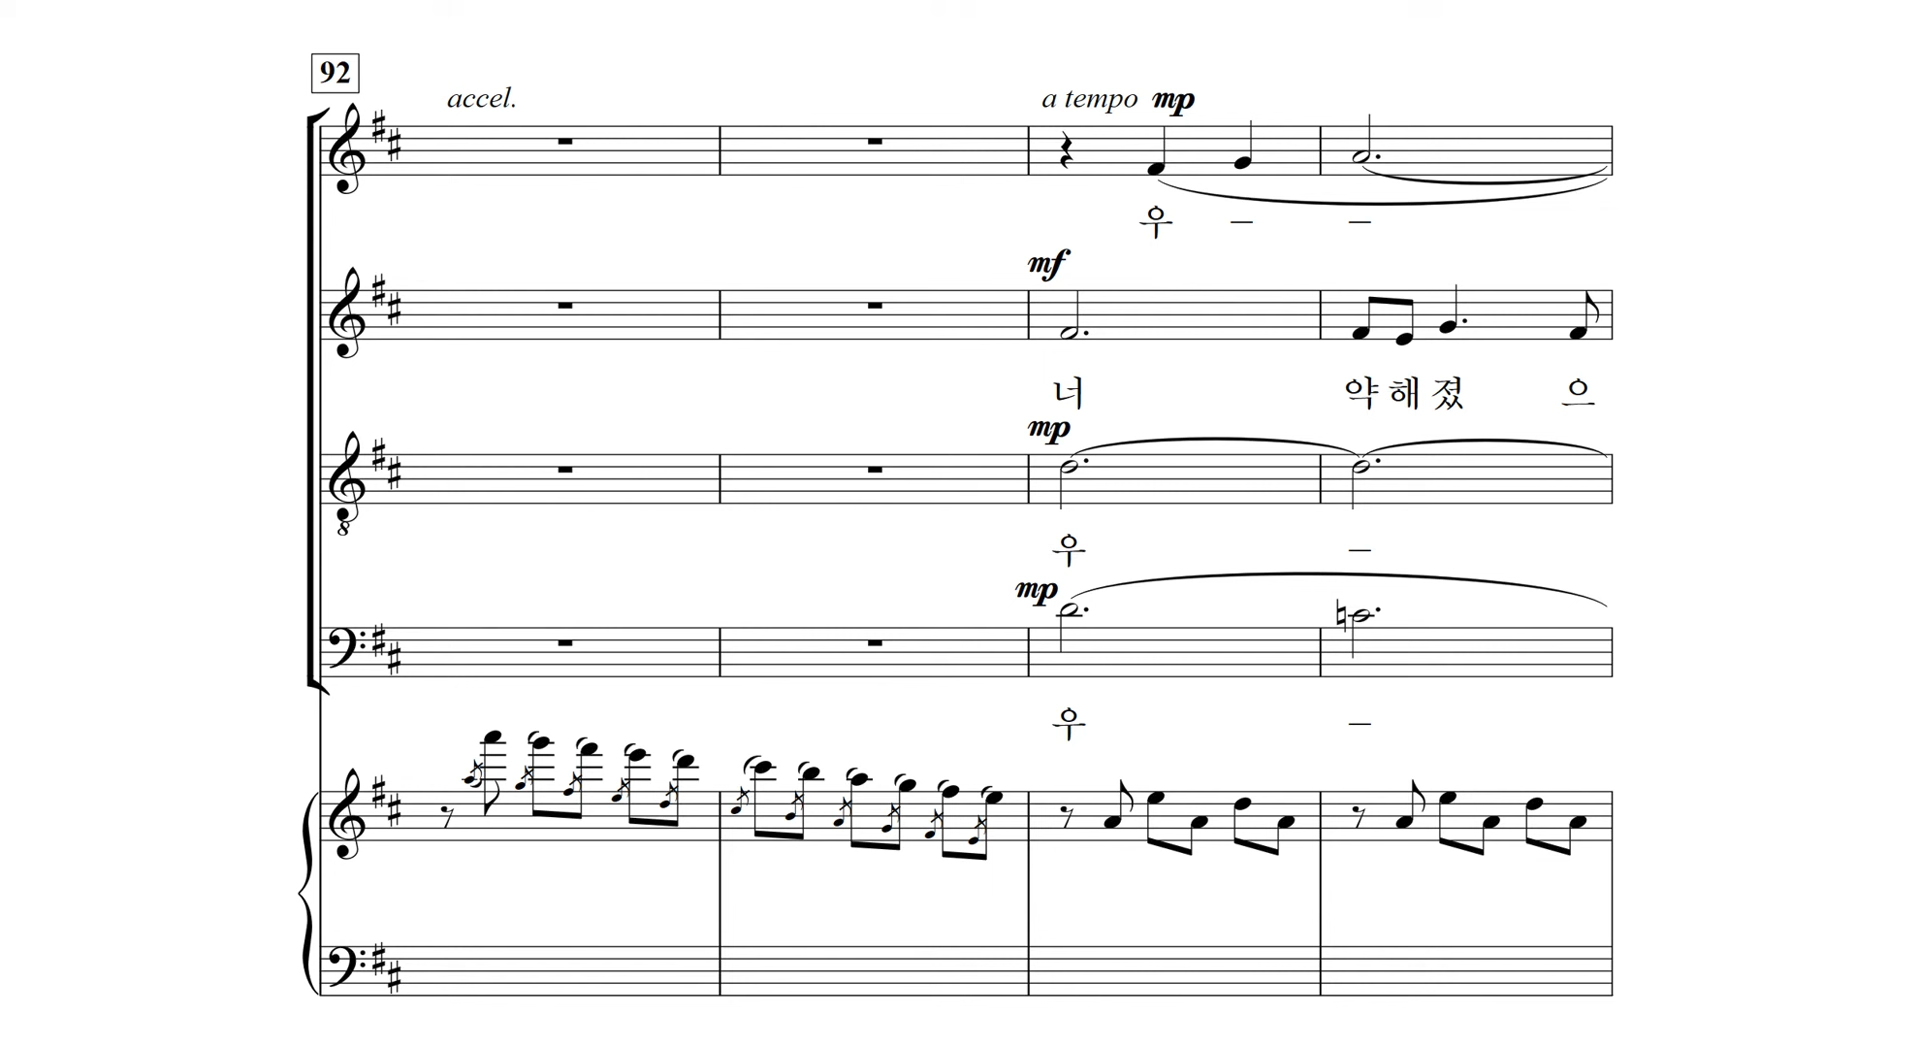 92
accel.
a tempo mp
우 – –
mf
너 약 해 졌 으
mp
우 –
mp
우 –